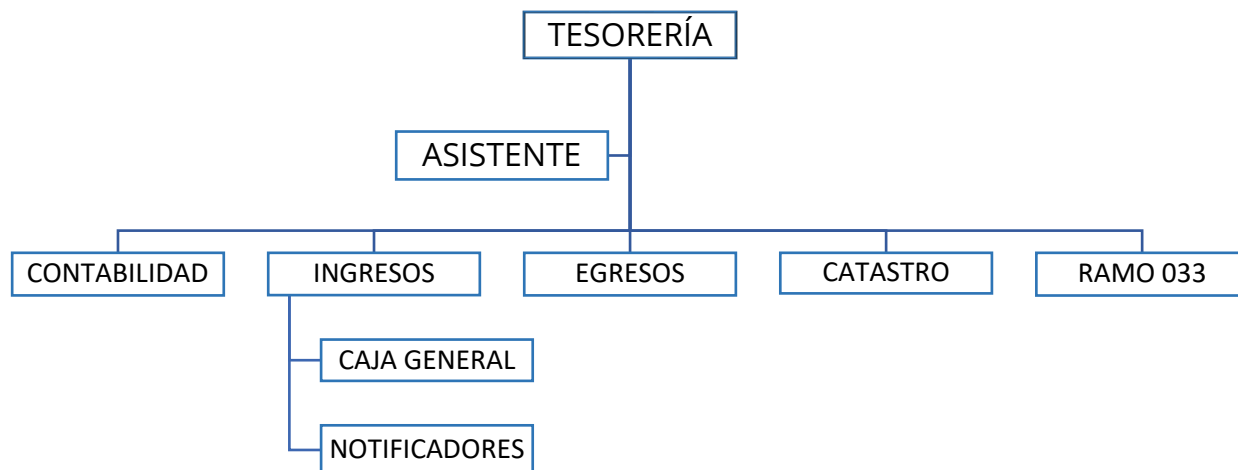 TESORERÍA
ASISTENTE
CONTABILIDAD
INGRESOS
EGRESOS
CATASTRO
RAMO 033
CAJA GENERAL
NOTIFICADORES